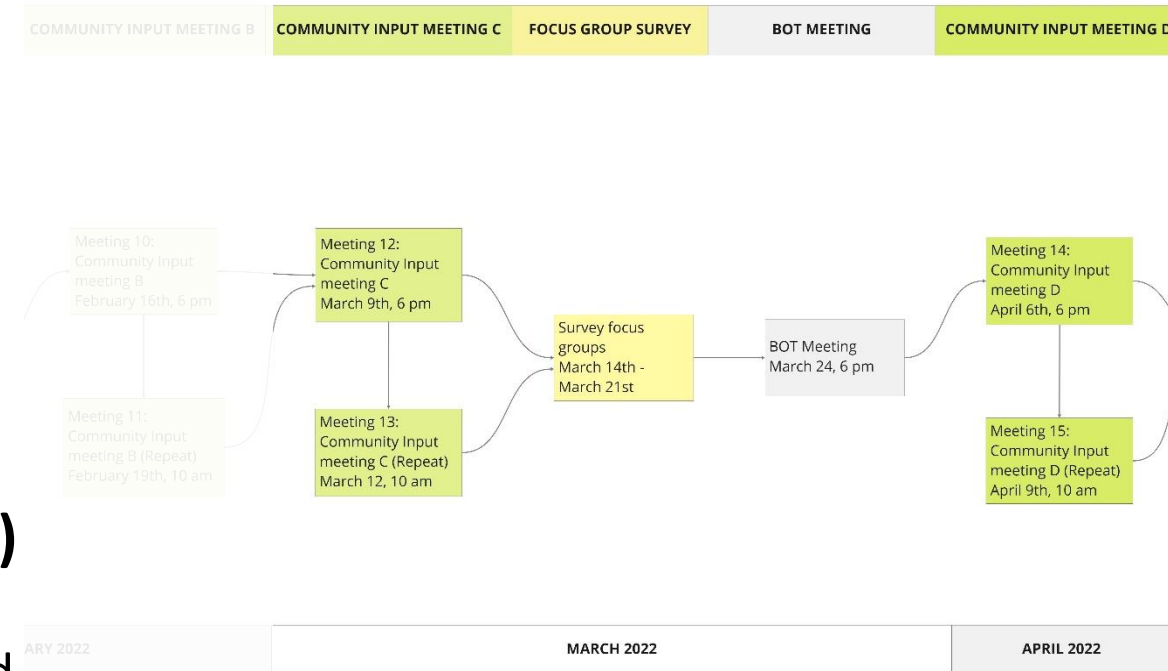 COMMUNITY INPUT MEETING B
COMMUNITY INPUT MEETING C
FOCUS GROUP SURVEY
BOT MEETING
COMMUNITY INPUT MEETING D
Meeting 10:
Community Input
meeting B
February 16th, 6 pm
Meeting 11:
Community Input
meeting B (Repeat)
February 19th, 10 am
Meeting 12:
Community Input
meeting C
March 9th, 6 pm
Meeting 13:
Community Input
meeting C (Repeat)
March 12, 10 am
Survey focus
groups
March 14th -
March 21st
BOT Meeting
March 24, 6 pm
Meeting 14:
Community Input
meeting D
April 6th, 6 pm
Meeting 15:
Community Input
meeting D (Repeat)
April 9th, 10 am
)
ARY 2022
MARCH 2022
APRIL 2022